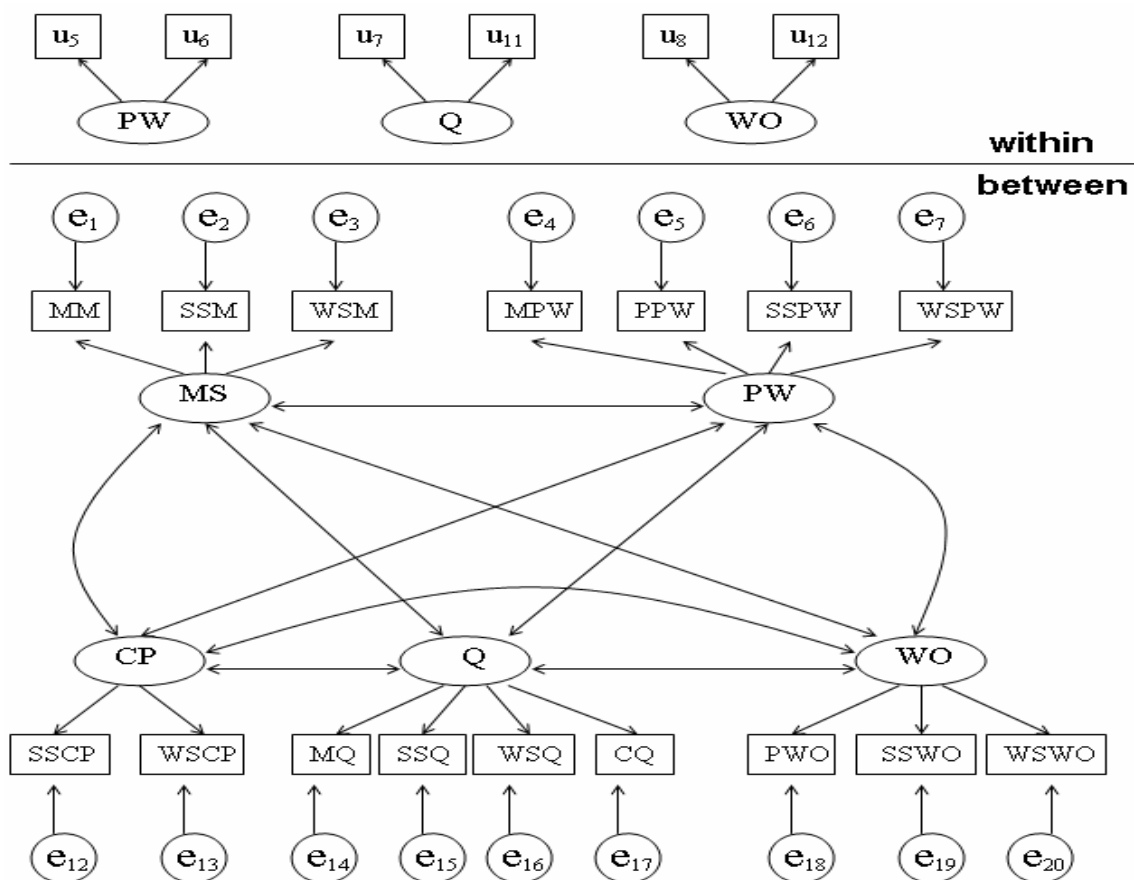 u5 u6 u7 u11 u8 u12
PW Q WO
within
between
e1 e2 e3 e4 e5 e6 e7
MM SSM WSM MPW PPW SSPW WSPW
MS PW
CP Q WO
SSCP WSCP MQ SSQ WSQ CQ PWO SSWO WSWO
e12 e13 e14 e15 e16 e17 e18 e19 e20